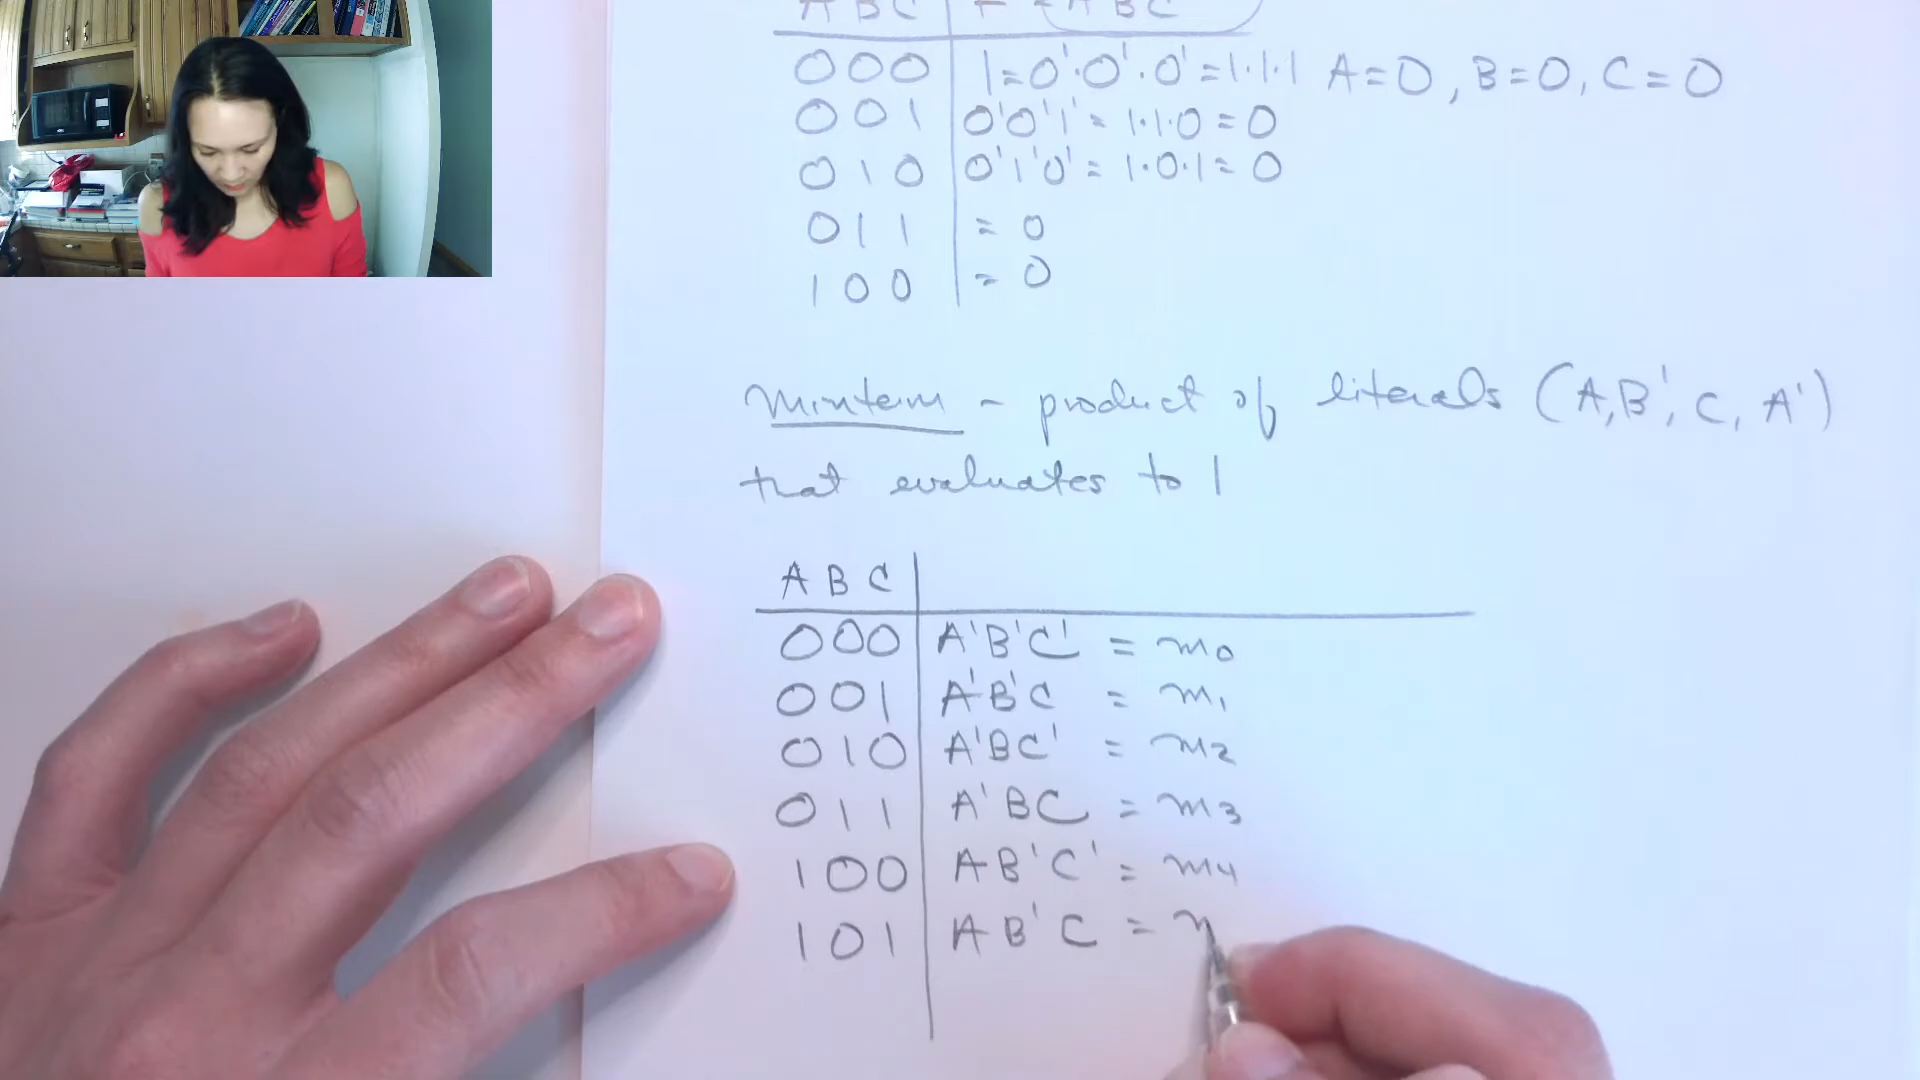 A B C F = A'B'C'
000 1=0'·0'·0'=1·1·1 A=0, B=0, C=0
001 0'0'1' = 1·1·0 = 0
010 0'1'0' = 1·0·1 = 0
011 = 0
100 = 0
Minterm - product of literals (A, B', C, A')
that evaluates to 1
A B C
000 A'B'C' = m0
001 A'B'C = m1
010 A'BC' = m2
011 A'BC = m3
100 AB'C' = m4
101 AB'C = m